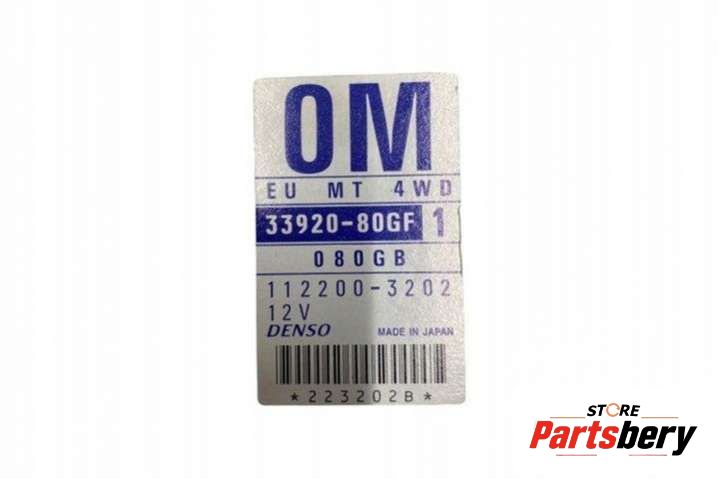 OM
EU MT 4WD
33920-80GF 1
080GB
112200-3202
12V
DENSO MADE IN JAPAN
*223202B*
STORE
Partsbery